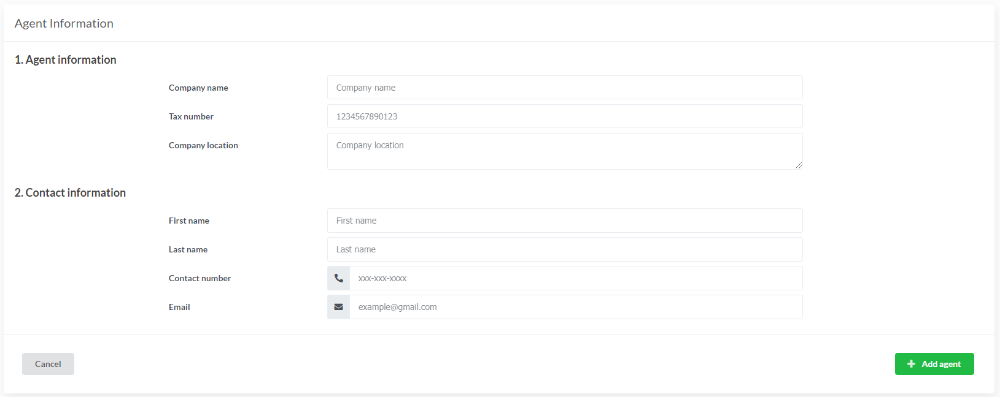 Agent Information
1. Agent information
Company name Company name
Tax number 1234567890123
Company location Company location
2. Contact information
First name First name
Last name Last name
Contact number xxx-xxx-xxxx
Email example@gmail.com
Cancel Add agent